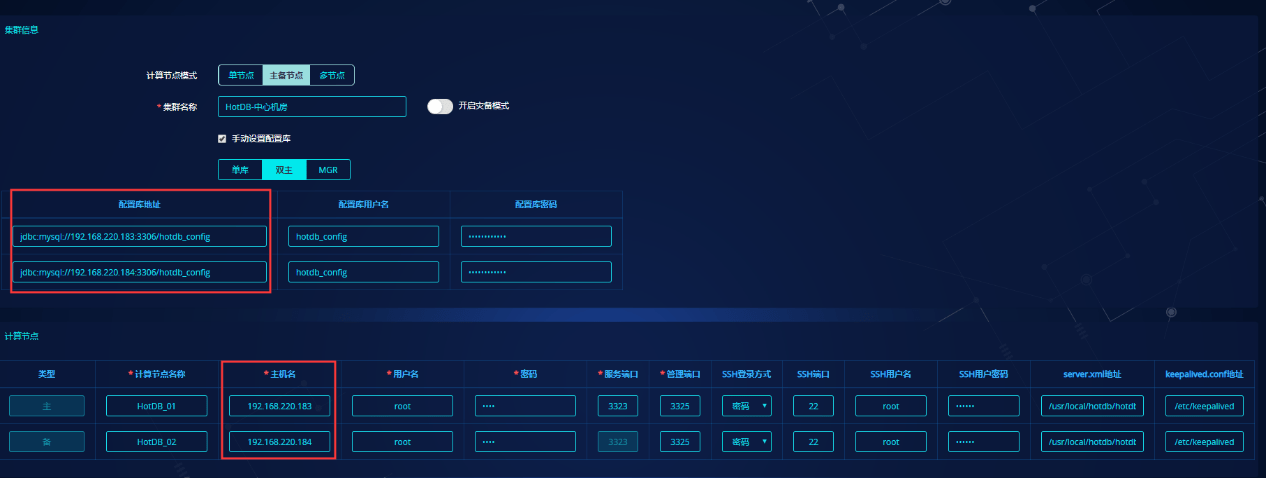 集群信息
计算节点模式 单节点 主备节点 多节点
* 集群名称 HotDB-中心机房 开启灾备模式
手动设置配置库
单库 双主 MGR
配置库地址 配置库用户名 配置库密码
jdbc:mysql://192.168.220.183:3306/hotdb_config hotdb_config ••••••••••••
jdbc:mysql://192.168.220.184:3306/hotdb_config hotdb_config ••••••••••••
计算节点
类型 * 计算节点名称 * 主机名 * 用户名 * 密码 * 服务端口 * 管理端口 SSH登录方式 SSH端口 SSH用户名 SSH用户密码 server.xml地址 keepalived.conf地址
主 HotDB_01 192.168.220.183 root •••• 3323 3325 密码 22 root •••••• /usr/local/hotdb/hotdb /etc/keepalived
备 HotDB_02 192.168.220.184 root •••• 3323 3325 密码 22 root •••••• /usr/local/hotdb/hotdb /etc/keepalived